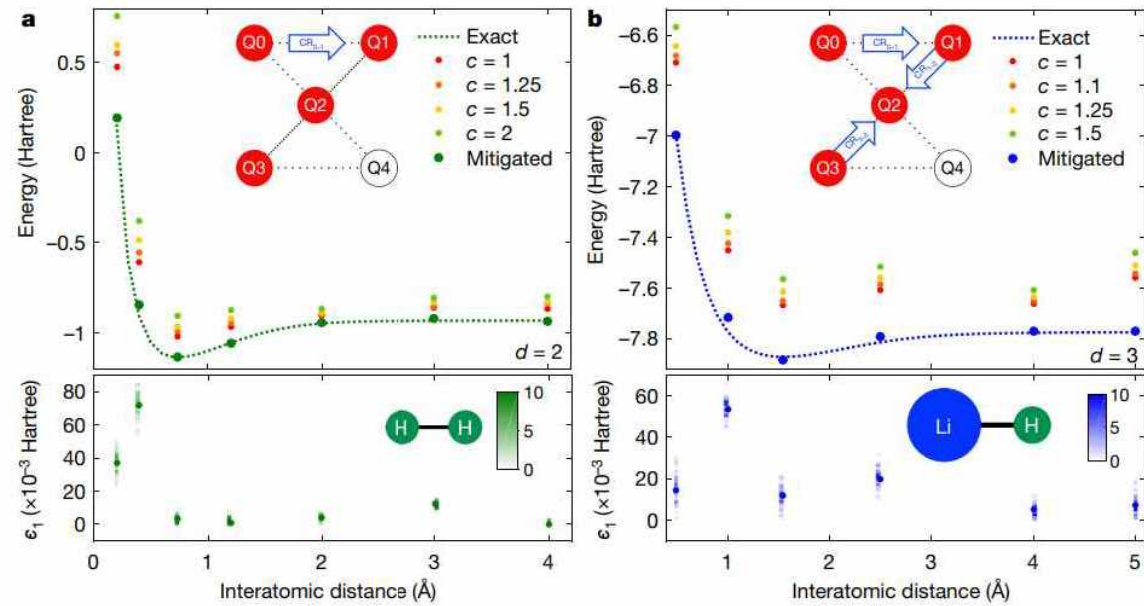 a
0.5
0
−0.5
−1
Energy (Hartree)
Q0
CR0–1
Q1
Q2
Q3
Q4
Exact
c = 1
c = 1.25
c = 1.5
c = 2
Mitigated
d = 2
80
60
40
20
0
ϵ1 (×10−3 Hartree)
H
H
10
5
0
0
1
2
3
4
Interatomic distance (Å)
b
−6.6
−6.8
−7
−7.2
−7.4
−7.6
−7.8
Energy (Hartree)
Q0
CR0–1
Q1
Q2
Q3
Q4
Exact
c = 1
c = 1.1
c = 1.25
c = 1.5
Mitigated
d = 3
60
40
20
0
ϵ1 (×10−3 Hartree)
Li
H
10
5
0
1
2
3
4
5
Interatomic distance (Å)